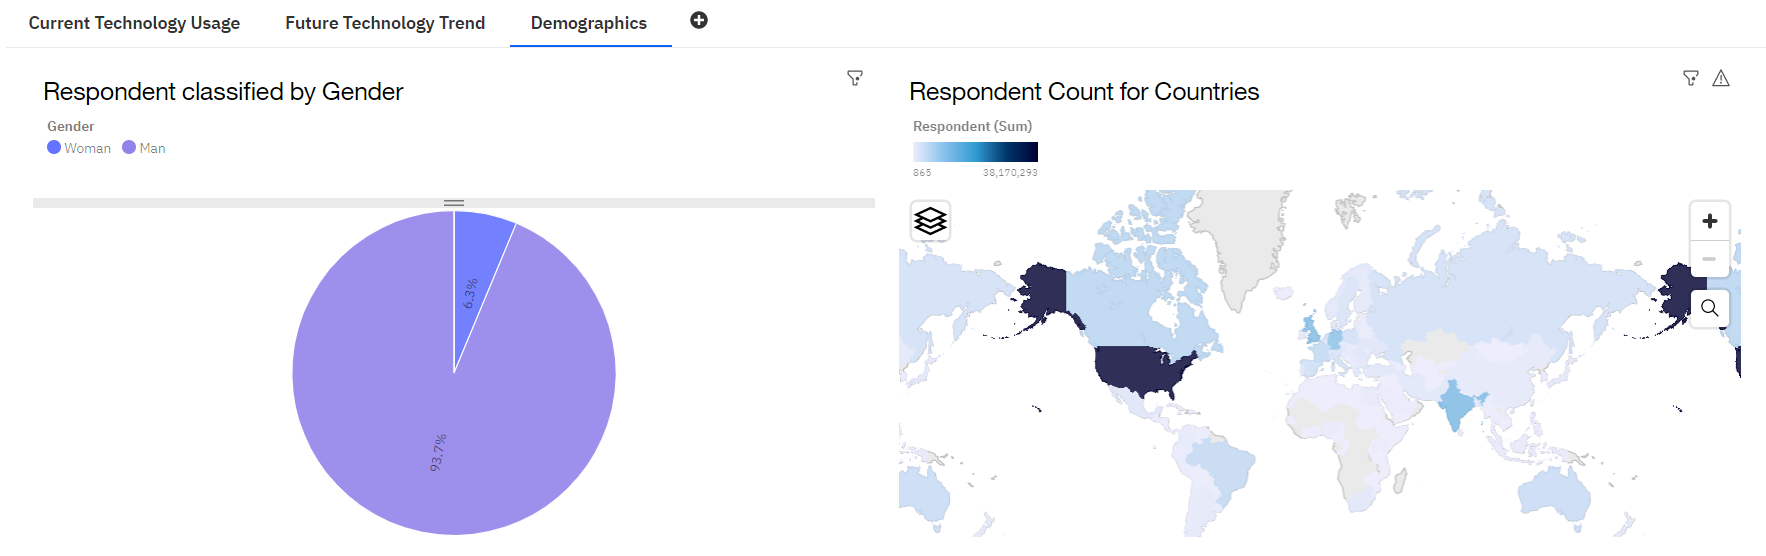 Current Technology Usage
Future Technology Trend
Demographics
Respondent classified by Gender
Gender
Woman
Man
6.3%
93.7%
Respondent Count for Countries
Respondent (Sum)
865
38,170,293